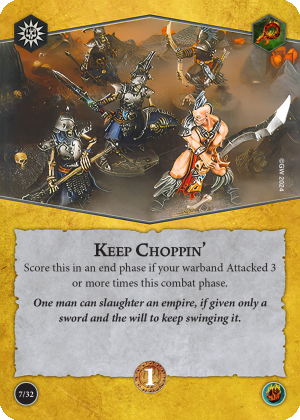 ©GW 2024
KEEP CHOPPIN'
Score this in an end phase if your warband Attacked 3
or more times this combat phase.
One man can slaughter an empire, if given only a
sword and the will to keep swinging it.
1
7/32